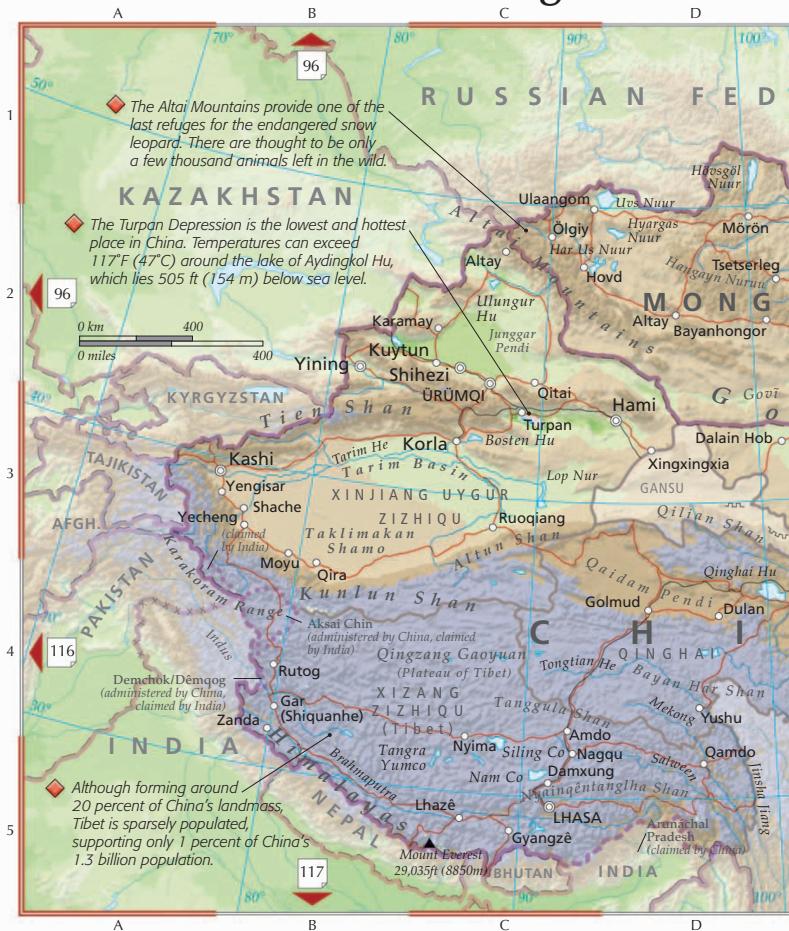 A
B
C
D
70°
80°
90°
100°
96
50°
1
RUSSIAN FED
The Altai Mountains provide one of the
last refuges for the endangered snow
leopard. There are thought to be only
a few thousand animals left in the wild.
Hövsgöl
Nuur
KAZAKHSTAN
Ulaangom
Uvs Nuur
Altai Mountains
Ölgiy
Hyargas
Nuur
Mörön
The Turpan Depression is the lowest and hottest
place in China. Temperatures can exceed
117°F (47°C) around the lake of Aydingkol Hu,
which lies 505 ft (154 m) below sea level.
Har Us Nuur
Altay
Hovd
Hangayn Nuruu
Tsetserleg
96
2
Ulungur
Hu
MONG
0 km
400
Karamay
Altay
Bayanhongor
0 miles
400
Junggar
Pendi
Kuytun
Yining
Shihezi
ÜRÜMQI
Qitai
Govĭ
Go
40°
KYRGYZSTAN
Tien Shan
Hami
Turpan
Korla
Bosten Hu
Dalain Hob
Tarim He
Kashi
Tarim Basin
Xingxingxia
3
TAJIKISTAN
Yengisar
Lop Nur
GANSU
XINJIANG UYGUR
ZIZHIQU
Shache
Yecheng
Ruoqiang
Qilian Shan
AFGH.
(claimed
by India)
Taklimakan
Shamo
Altun Shan
Moyu
Qira
Karakoram Range
Qaidam Pendi
Qinghai Hu
PAKISTAN
Kunlun Shan
Golmud
Dulan
Aksai Chin
(administered by China, claimed
by India)
CHI
116
4
Indus
Qingzang Gaoyuan
(Plateau of Tibet)
QINGHAI
Tongtian He
Rutog
Bayan Har Shan
Demchok/Dêmqog
(administered by China,
claimed by India)
XIZANG
ZIZHIQU
(Tibet)
Gar
(Shiquanhe)
Tanggula Shan
Mekong
Yushu
30°
Zanda
INDIA
Himalayas
Amdo
Nyima
Siling Co
Nagqu
Tangra
Yumco
Qamdo
Salween
Brahmaputra
Nam Co
Damxung
Jinsha Jiang
Although forming around
20 percent of China's landmass,
Tibet is sparsely populated,
supporting only 1 percent of China's
1.3 billion population.
Nyainqêntanglha Shan
NEPAL
Lhazê
LHASA
Arunāchal
Pradesh
(claimed by China)
5
Gyangzê
Mount Everest
29,035ft (8850m)
BHUTAN
INDIA
117
80°
90°
100°
A
B
C
D